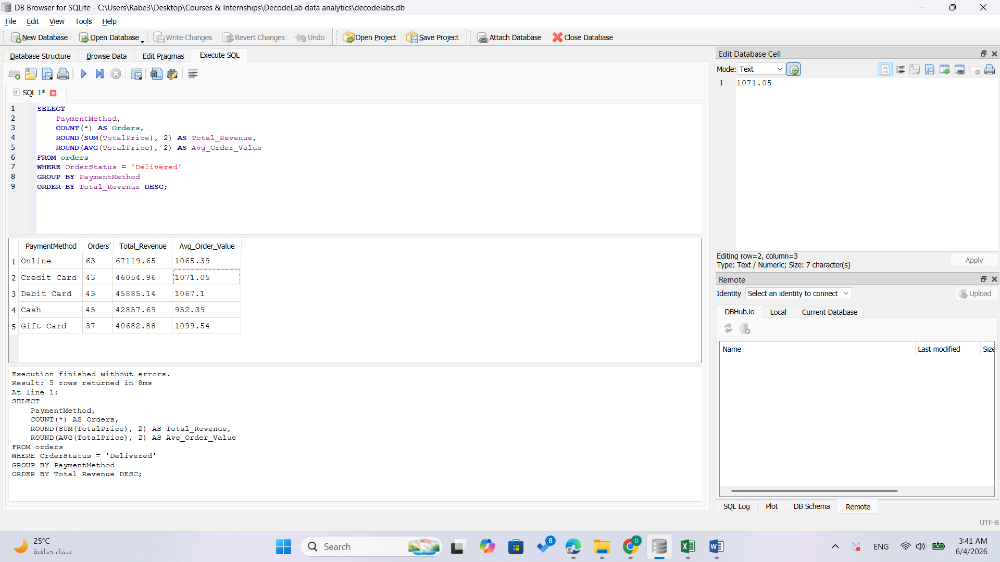 DB Browser for SQLite - C:\Users\Rabe3\Desktop\Courses & Internships\DecodeLab data analytics\decodelabs.db
File Edit View Tools Help
New Database Open Database Write Changes Revert Changes Undo Open Project Save Project Attach Database Close Database
Database Structure Browse Data Edit Pragmas Execute SQL
SQL 1*
1 SELECT
2 PaymentMethod,
3 COUNT(*) AS Orders,
4 ROUND(SUM(TotalPrice), 2) AS Total_Revenue,
5 ROUND(AVG(TotalPrice), 2) AS Avg_Order_Value
6 FROM orders
7 WHERE OrderStatus = 'Delivered'
8 GROUP BY PaymentMethod
9 ORDER BY Total_Revenue DESC;
PaymentMethod Orders Total_Revenue Avg_Order_Value
1 Online 63 67119.65 1065.39
2 Credit Card 43 46054.96 1071.05
3 Debit Card 43 45885.14 1067.1
4 Cash 45 42857.69 952.39
5 Gift Card 37 40682.88 1099.54
Execution finished without errors.
Result: 5 rows returned in 8ms
At line 1:
SELECT
PaymentMethod,
COUNT(*) AS Orders,
ROUND(SUM(TotalPrice), 2) AS Total_Revenue,
ROUND(AVG(TotalPrice), 2) AS Avg_Order_Value
FROM orders
WHERE OrderStatus = 'Delivered'
GROUP BY PaymentMethod
ORDER BY Total_Revenue DESC;
Edit Database Cell
Mode: Text
1 1071.05
Editing row=2, column=3
Type: Text / Numeric; Size: 7 character(s)
Apply
Remote
Identity Select an identity to connect Upload
DBHub.io Local Current Database
Name Last modified Size
SQL Log Plot DB Schema Remote
UTF-8
25°C
سماء صافية
Search
8
O
ENG
3:41 AM
6/4/2026